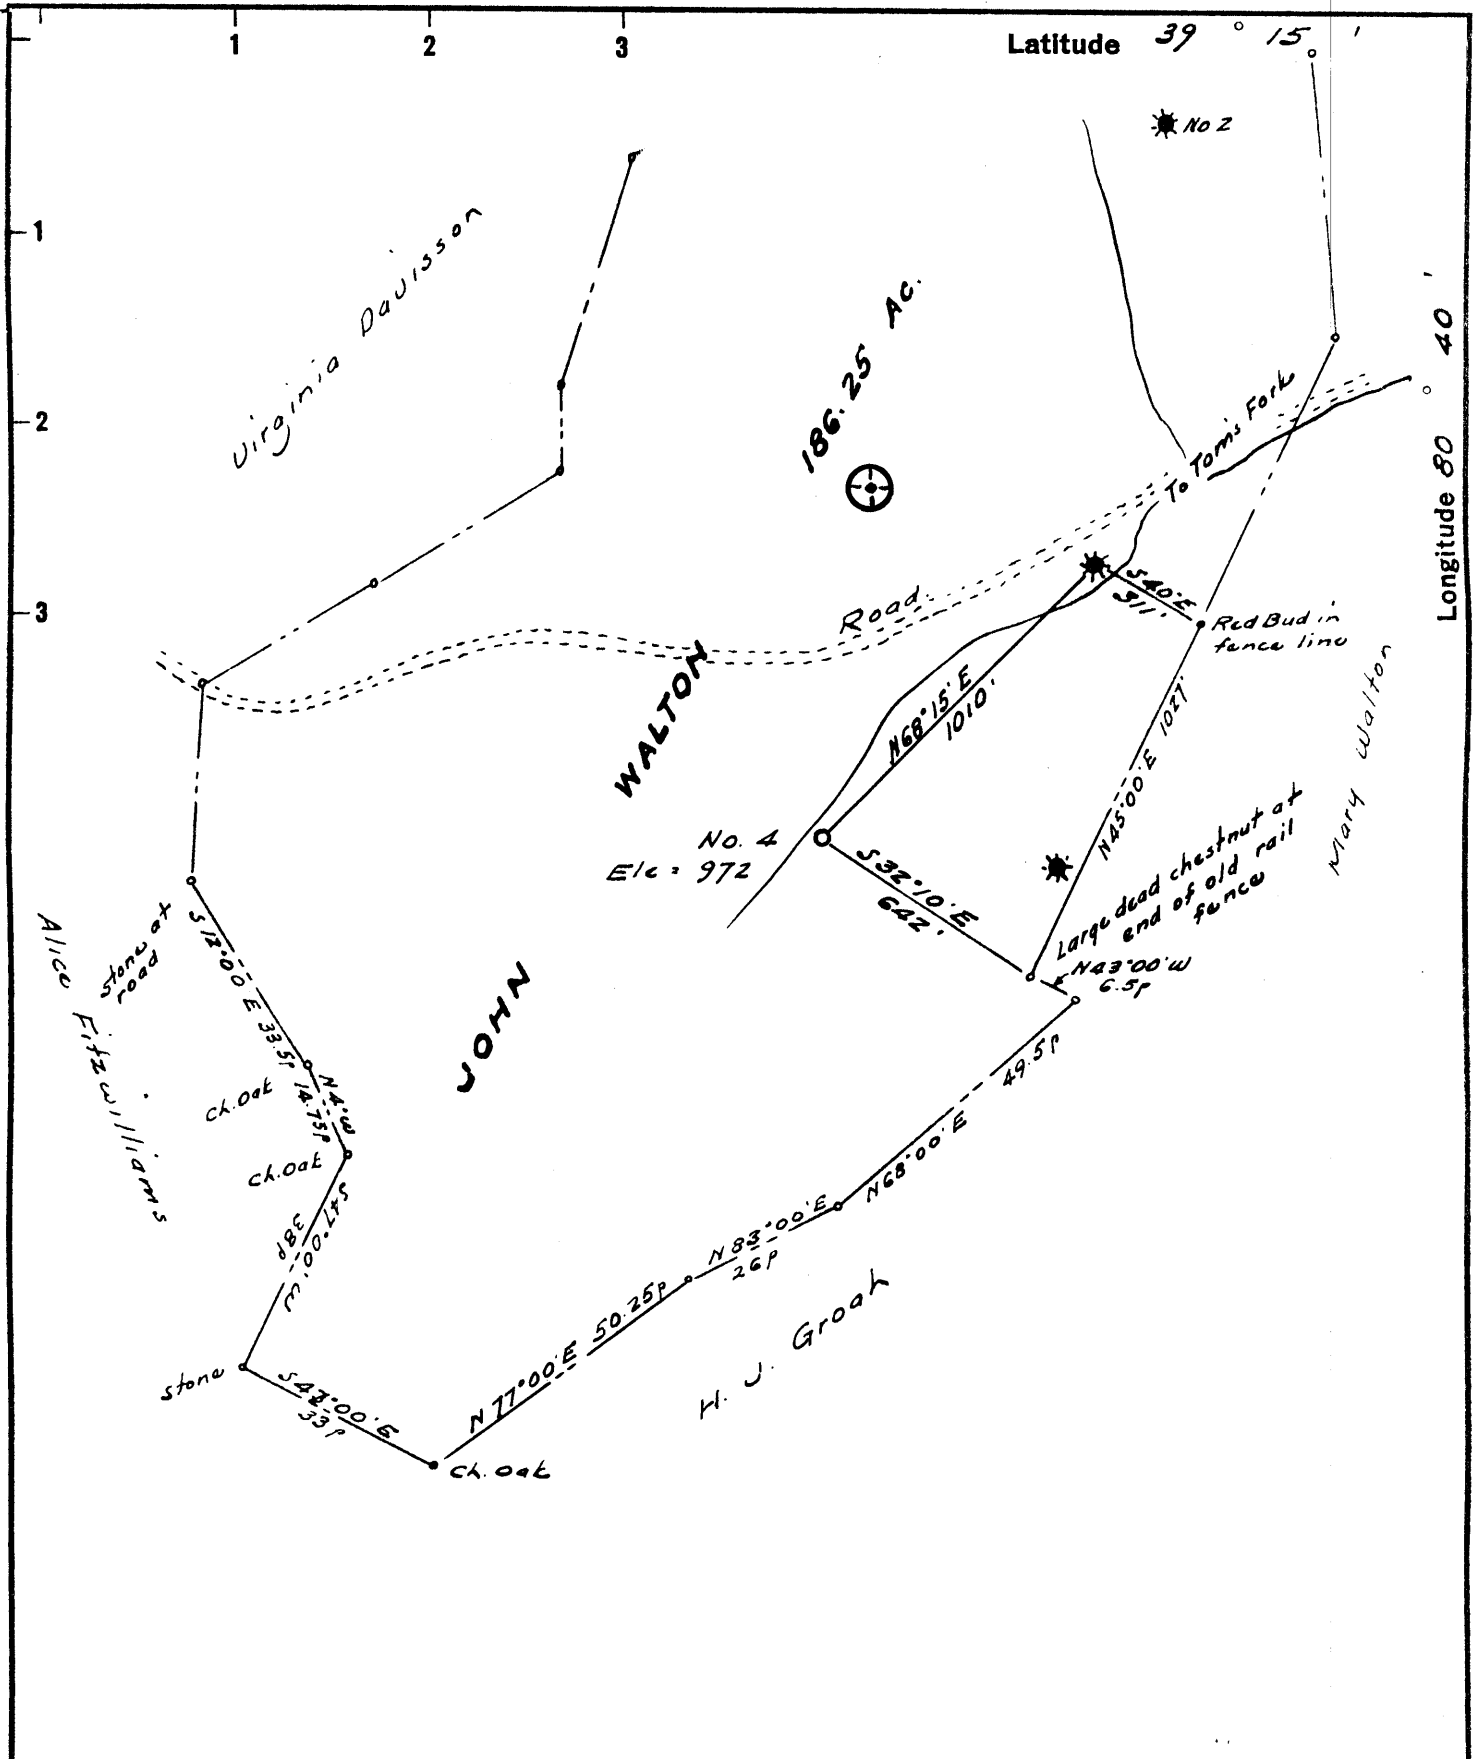 1 2 3
Latitude 39 ° 15 '
No 2
1
Virginia Davisson
186.25 Ac.
Longitude 80 ° 40 '
2
To Tom's Fork
3
Road
S40°E
311'
Red Bud in
fence line
WALTON
N68°15'E
1010'
N45°00'E 1027'
Mary Walton
No. 4
Ele = 972
S32°10'E
642'
Large dead chestnut at
end of old rail
fence
N43°00'W
6.5P
Stone at
road
Alice Fitzwilliams
S12°00'E 33.5P
JOHN
Ch. Oak
N4°W
14.75P
Ch. Oak
S47°00'W
38P
49.5P
N68°00'E
N83°00'E
26P
H. J. Groah
N77°00'E 50.25P
Stone
S42°00'E
33P
Ch. Oak